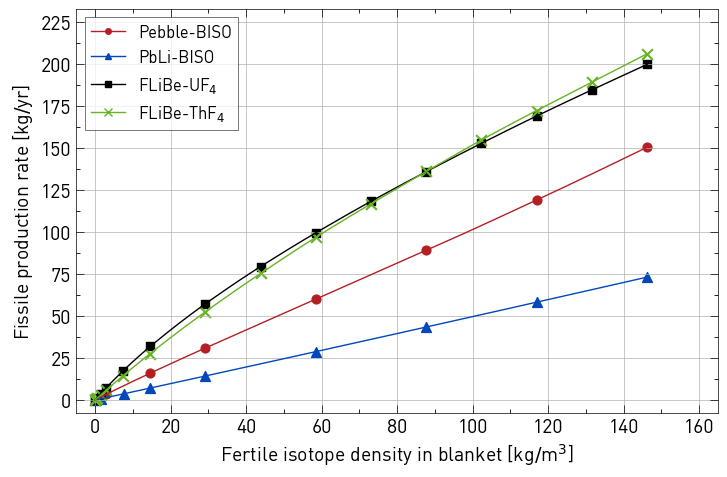 Pebble-BISO
PbLi-BISO
FLiBe-UF₄
FLiBe-ThF₄
Fissile production rate [kg/yr]
225
200
175
150
125
100
75
50
25
0
0 20 40 60 80 100 120 140 160
Fertile isotope density in blanket [kg/m³]